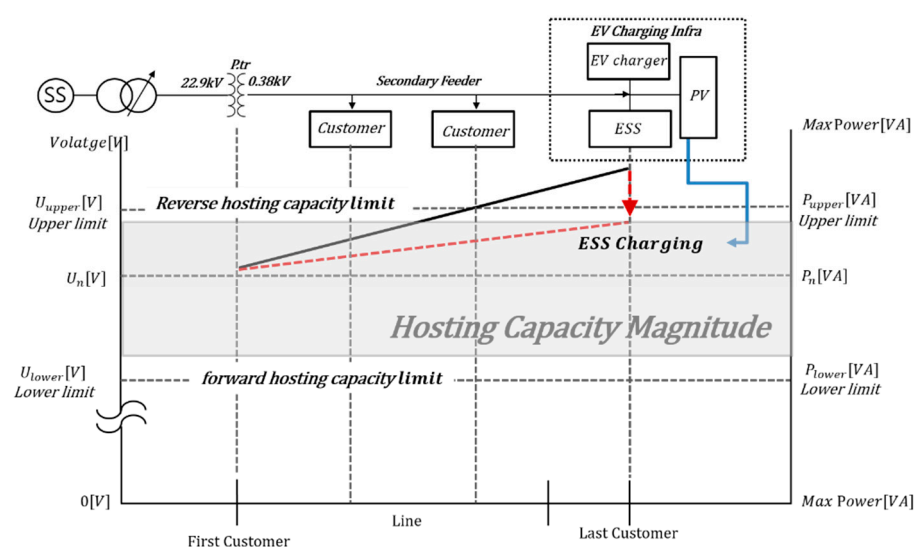 EV Charging Infra
P.tr
EV charger
22.9kV
0.38kV
Secondary Feeder
SS
PV
Customer
Customer
ESS
Volatge[V]
Max Power[VA]
U_upper[V]
Upper limit
Reverse hosting capacity limit
P_upper[VA]
Upper limit
ESS Charging
U_n[V]
P_n[VA]
Hosting Capacity Magnitude
U_lower[V]
Lower limit
forward hosting capacity limit
P_lower[VA]
Lower limit
0[V]
Max Power[VA]
Line
First Customer
Last Customer